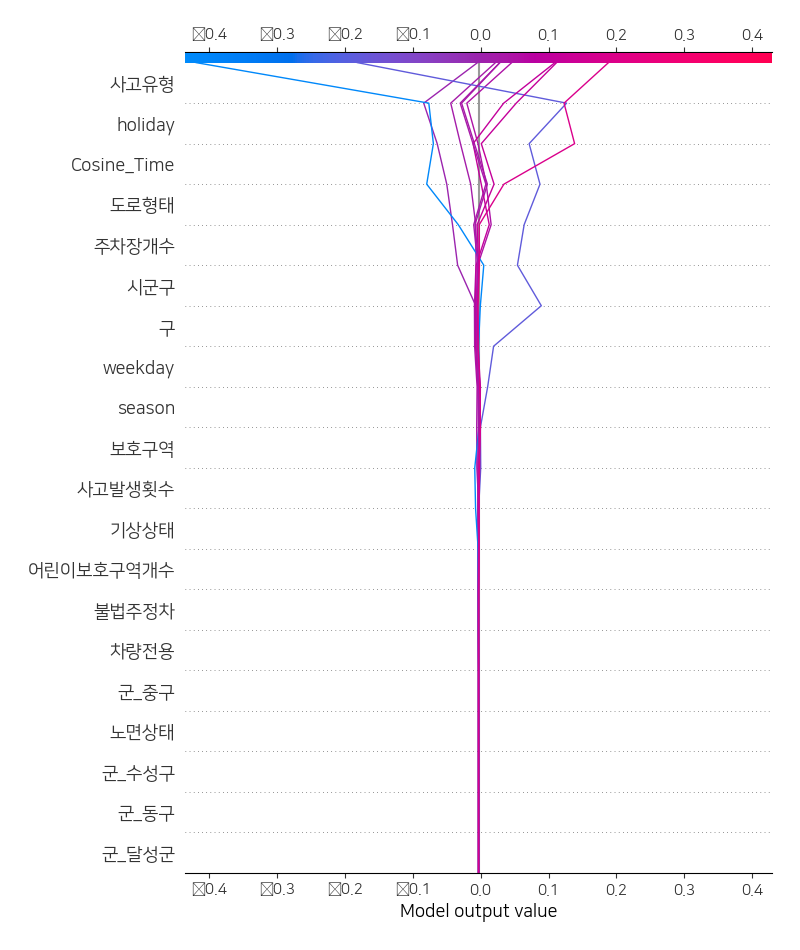 ▯0.4 ▯0.3 ▯0.2 ▯0.1 0.0 0.1 0.2 0.3 0.4
사고유형
holiday
Cosine_Time
도로형태
주차장개수
시군구
구
weekday
season
보호구역
사고발생횟수
기상상태
어린이보호구역개수
불법주정차
차량전용
군_중구
노면상태
군_수성구
군_동구
군_달성군
▯0.4 ▯0.3 ▯0.2 ▯0.1 0.0 0.1 0.2 0.3 0.4
Model output value